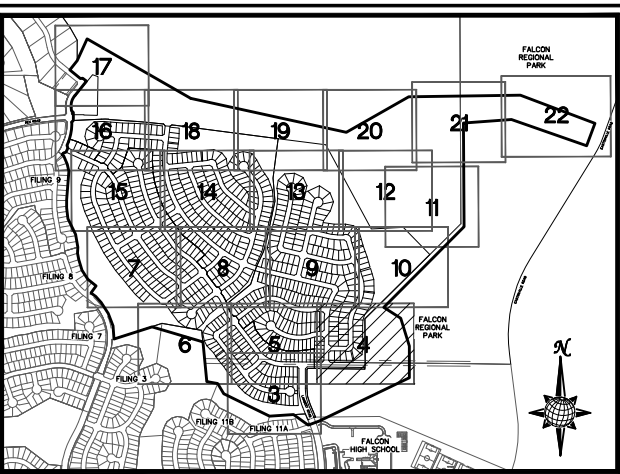 FALCON
REGIONAL
PARK
17
22
21
16
18
19
20
FILING 9
15
14
13
12
11
FILING 8
7
8
9
10
FALCON
REGIONAL
PARK
FILING 7
6
5
4
N
FILING 3
3
FILING 11B
FILING 11A
FALCON
HIGH SCHOOL